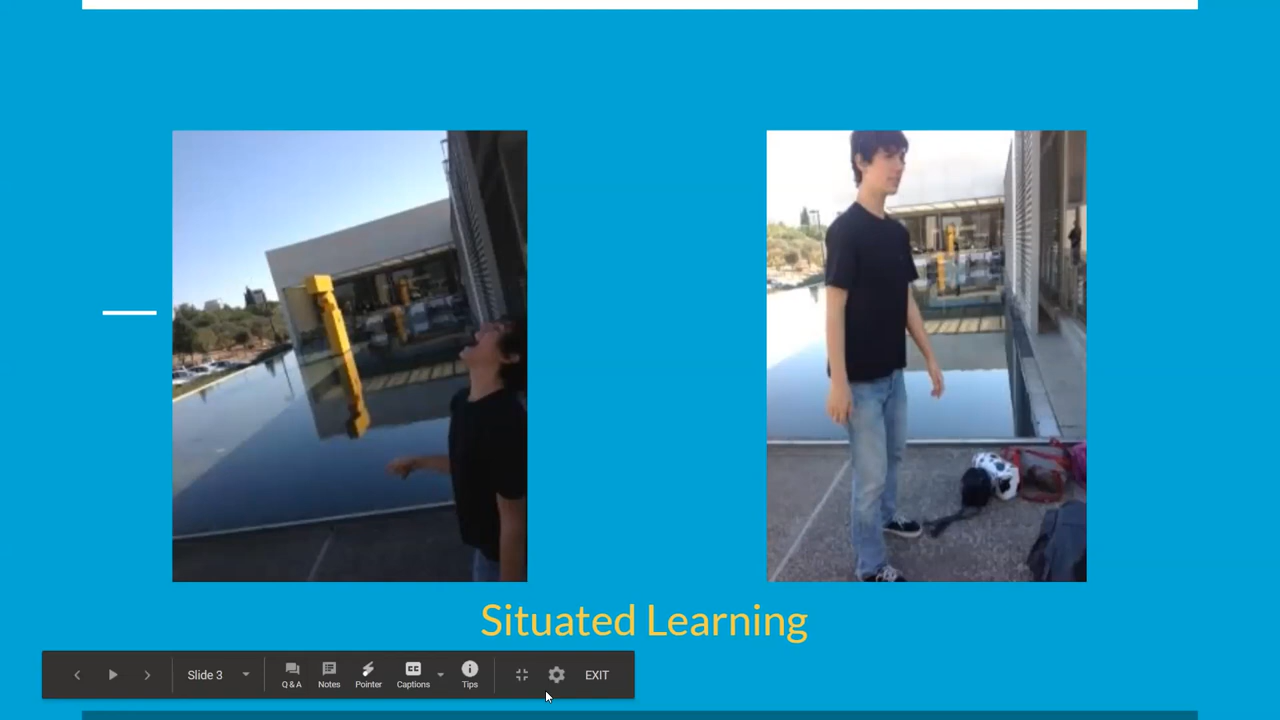 Situated Learning
Slide 3
Q & A
Notes
Pointer
Captions
Tips
EXIT